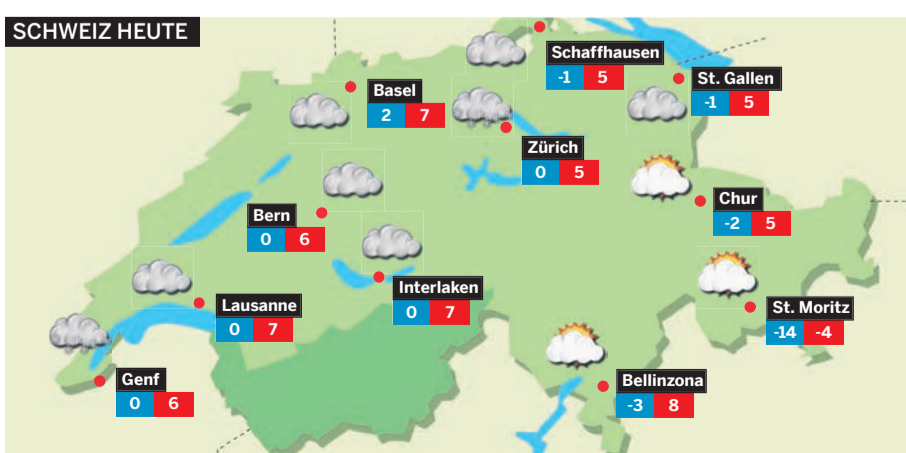 SCHWEIZ HEUTE
Schaffhausen
-1 5
St. Gallen
-1 5
Basel
2 7
Zürich
0 5
Chur
-2 5
Bern
0 6
Interlaken
0 7
Lausanne
0 7
St. Moritz
-14 -4
Genf
0 6
Bellinzona
-3 8